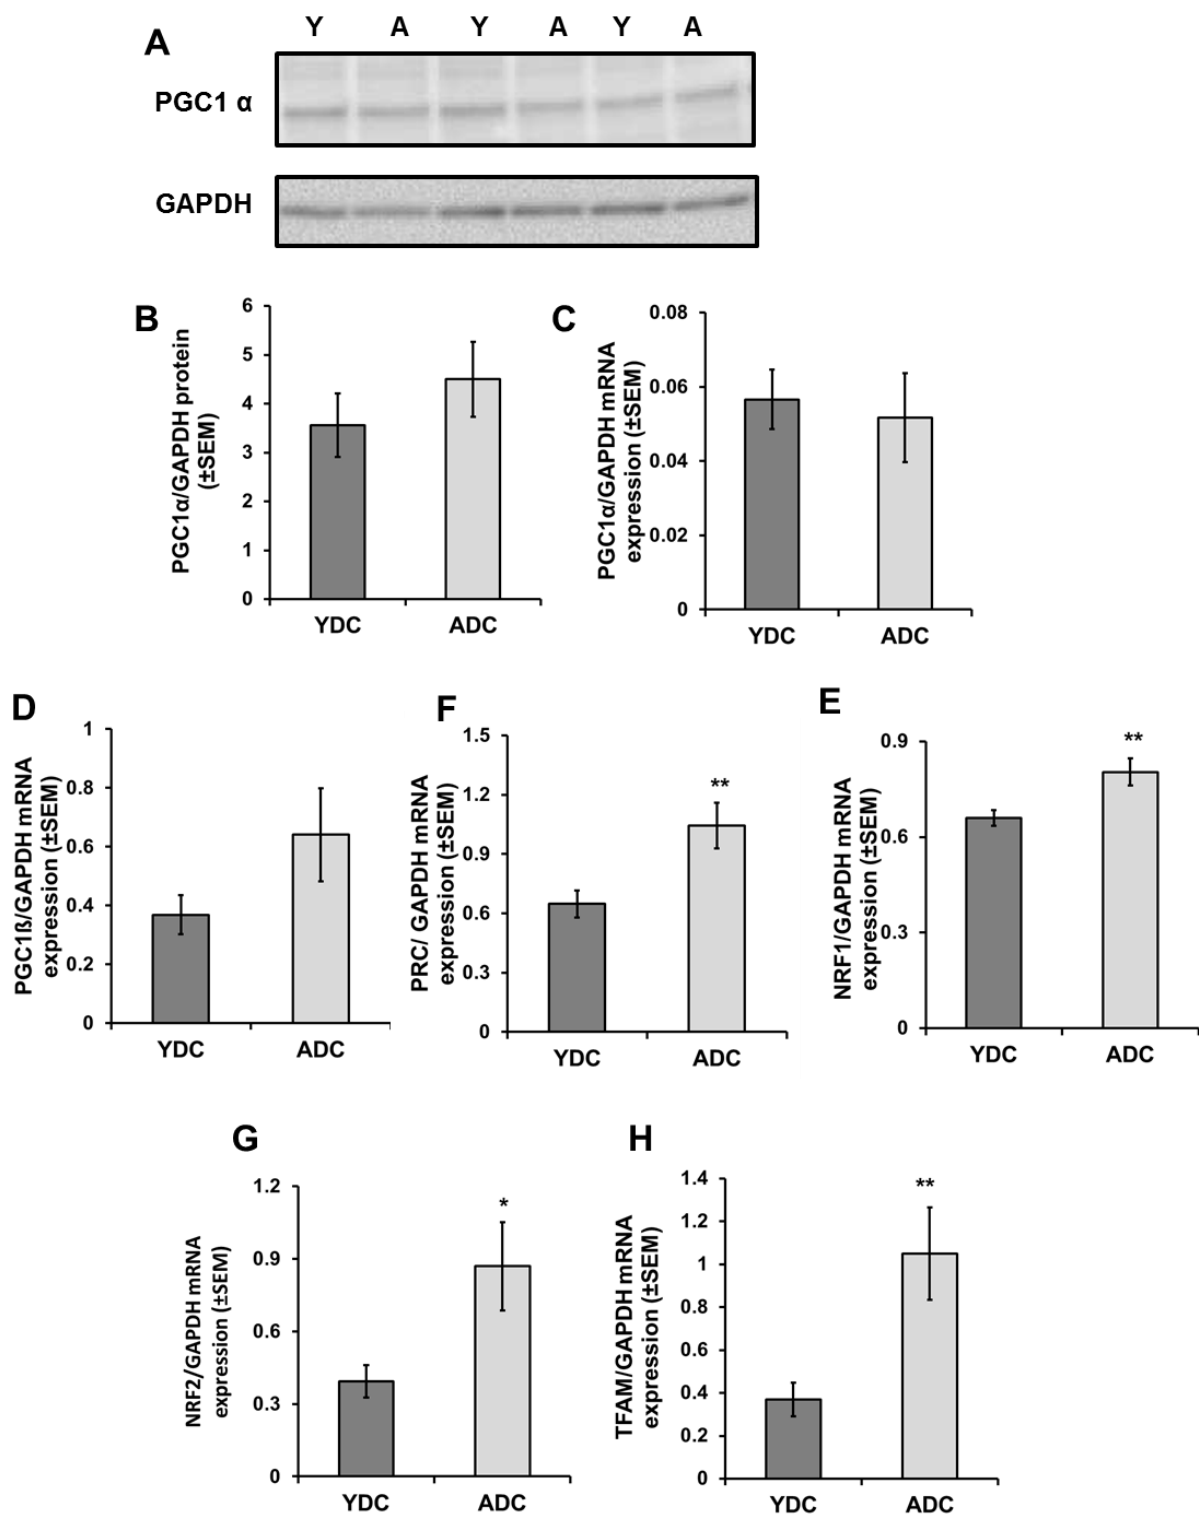 A
Y A Y A Y A
PGC1 α
GAPDH
B
PGC1α/GAPDH protein
(±SEM)
6
5
4
3
2
1
0
YDC ADC
C
PGC1α/GAPDH mRNA
expression (±SEM)
0.08
0.06
0.04
0.02
0
YDC ADC
D
PGC1ß/GAPDH mRNA
expression (±SEM)
1
0.8
0.6
0.4
0.2
0
YDC ADC
F
PRC/ GAPDH mRNA
expression (±SEM)
1.5
1.2
0.9
0.6
0.3
0
**
YDC ADC
E
NRF1/GAPDH mRNA
expression (±SEM)
0.9
0.6
0.3
0
**
YDC ADC
G
NRF2/GAPDH mRNA
expression (±SEM)
1.2
0.9
0.6
0.3
0
*
YDC ADC
H
TFAM/GAPDH mRNA
expression (±SEM)
1.4
1.2
1
0.8
0.6
0.4
0.2
0
**
YDC ADC